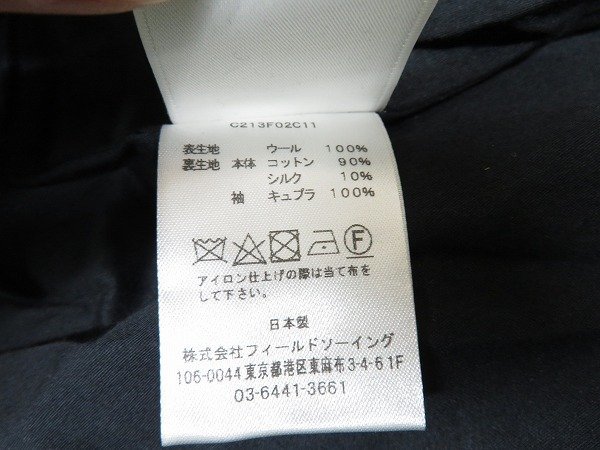 C213F02C11
表生地 ウール 100%
裏生地 本体 コットン 90%
シルク 10%
袖 キュプラ 100%
F
アイロン仕上げの際は当て布を
して下さい。
日本製
株式会社フィールドソーイング
106-0044 東京都港区東麻布3-4-6 1F
03-6441-3661